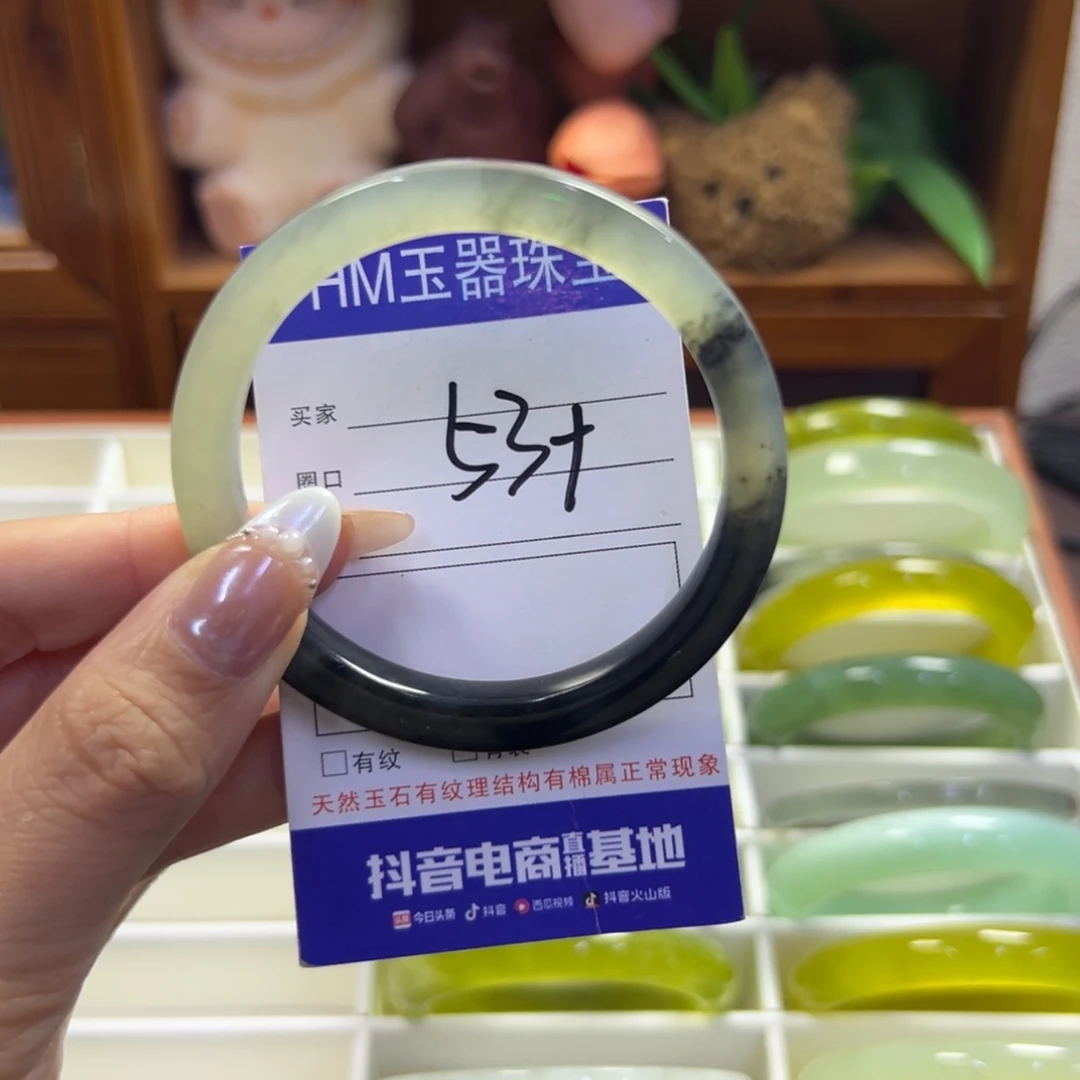 HM玉器珠宝
买家
53+
圈口
有纹
天然玉石有纹理结构有棉属正常现象
抖音电商直播基地
头条 今日头条 抖音 西瓜视频 抖音火山版